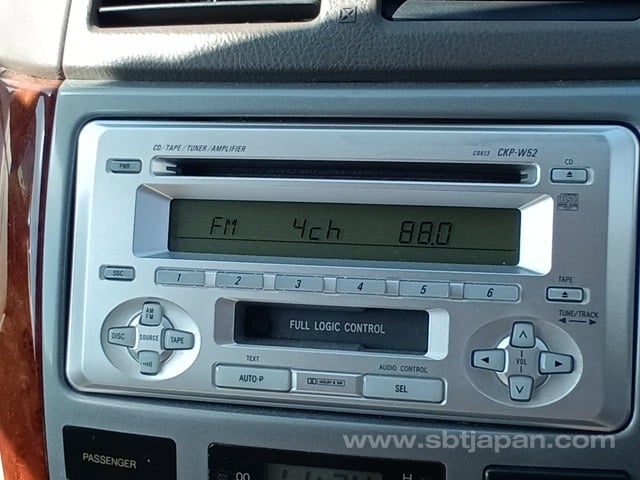 CD/TAPE/TUNER/AMPLIFIER
CD613 CKP-W52
PWR
CD
FM 4ch 88.0
SSC
1 2 3 4 5 6
TAPE
TUNE/TRACK
AM
FM
DISC SOURCE TAPE
FULL LOGIC CONTROL
VOL
TEXT
AUTO-P
DOLBY B NR
AUDIO CONTROL
SEL
www.sbtjapan.com
PASSENGER
H